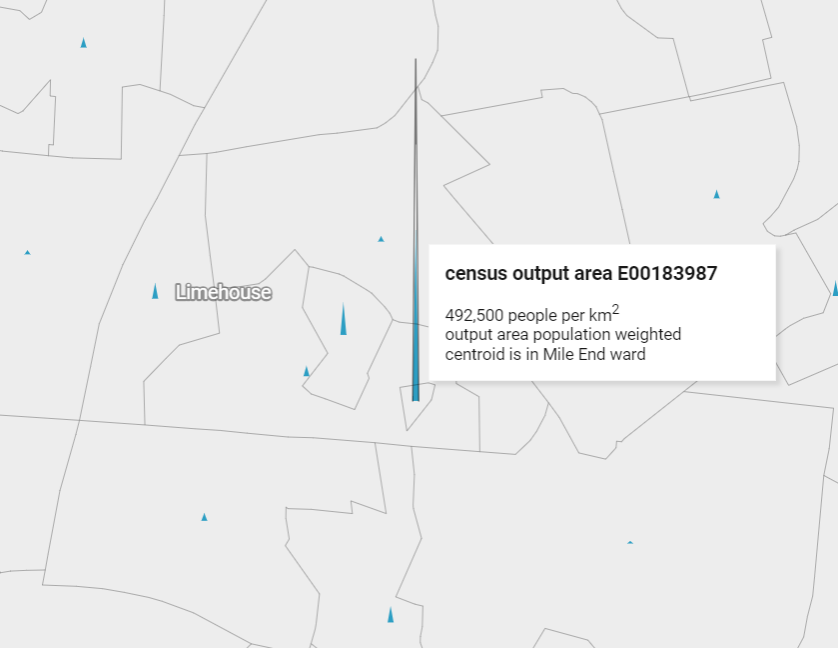 Limehouse
census output area E00183987
492,500 people per km²
output area population weighted
centroid is in Mile End ward